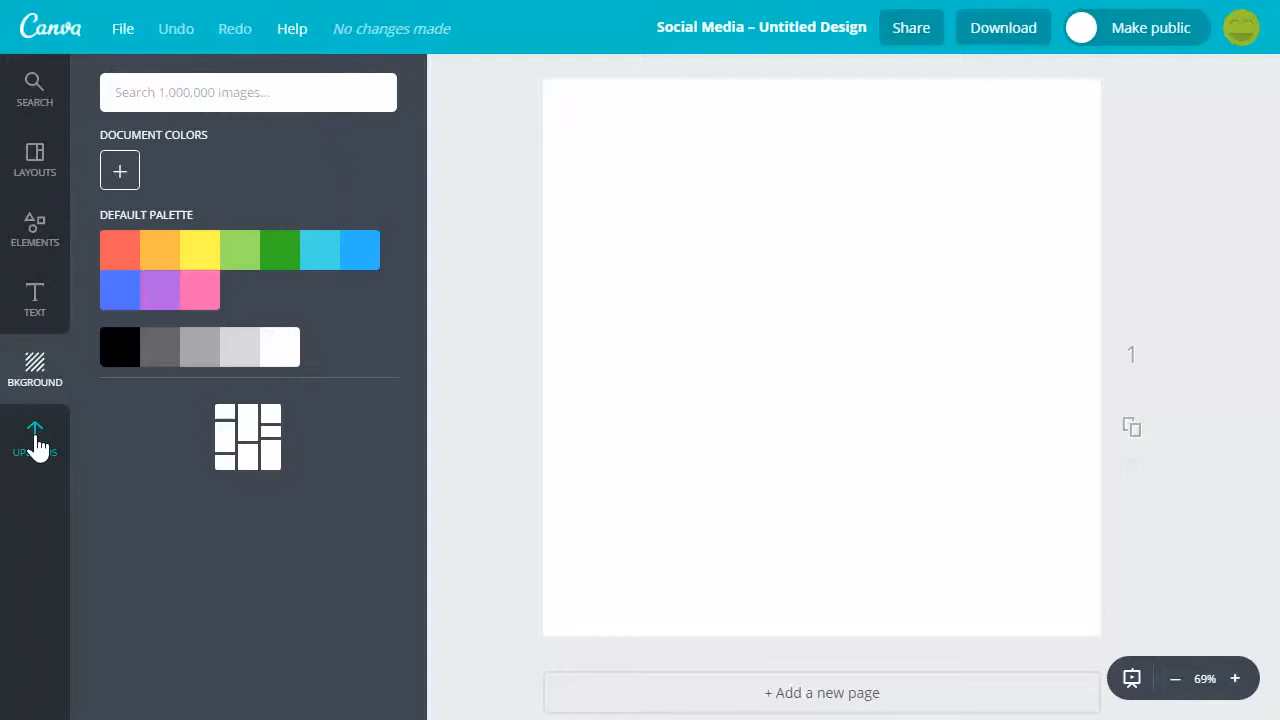 Canva File Undo Redo Help No changes made Social Media – Untitled Design Share Download Make public
SEARCH
LAYOUTS
ELEMENTS
TEXT
BKGROUND
Search 1,000,000 images...
DOCUMENT COLORS
+
DEFAULT PALETTE
1
+ Add a new page
– 69% +